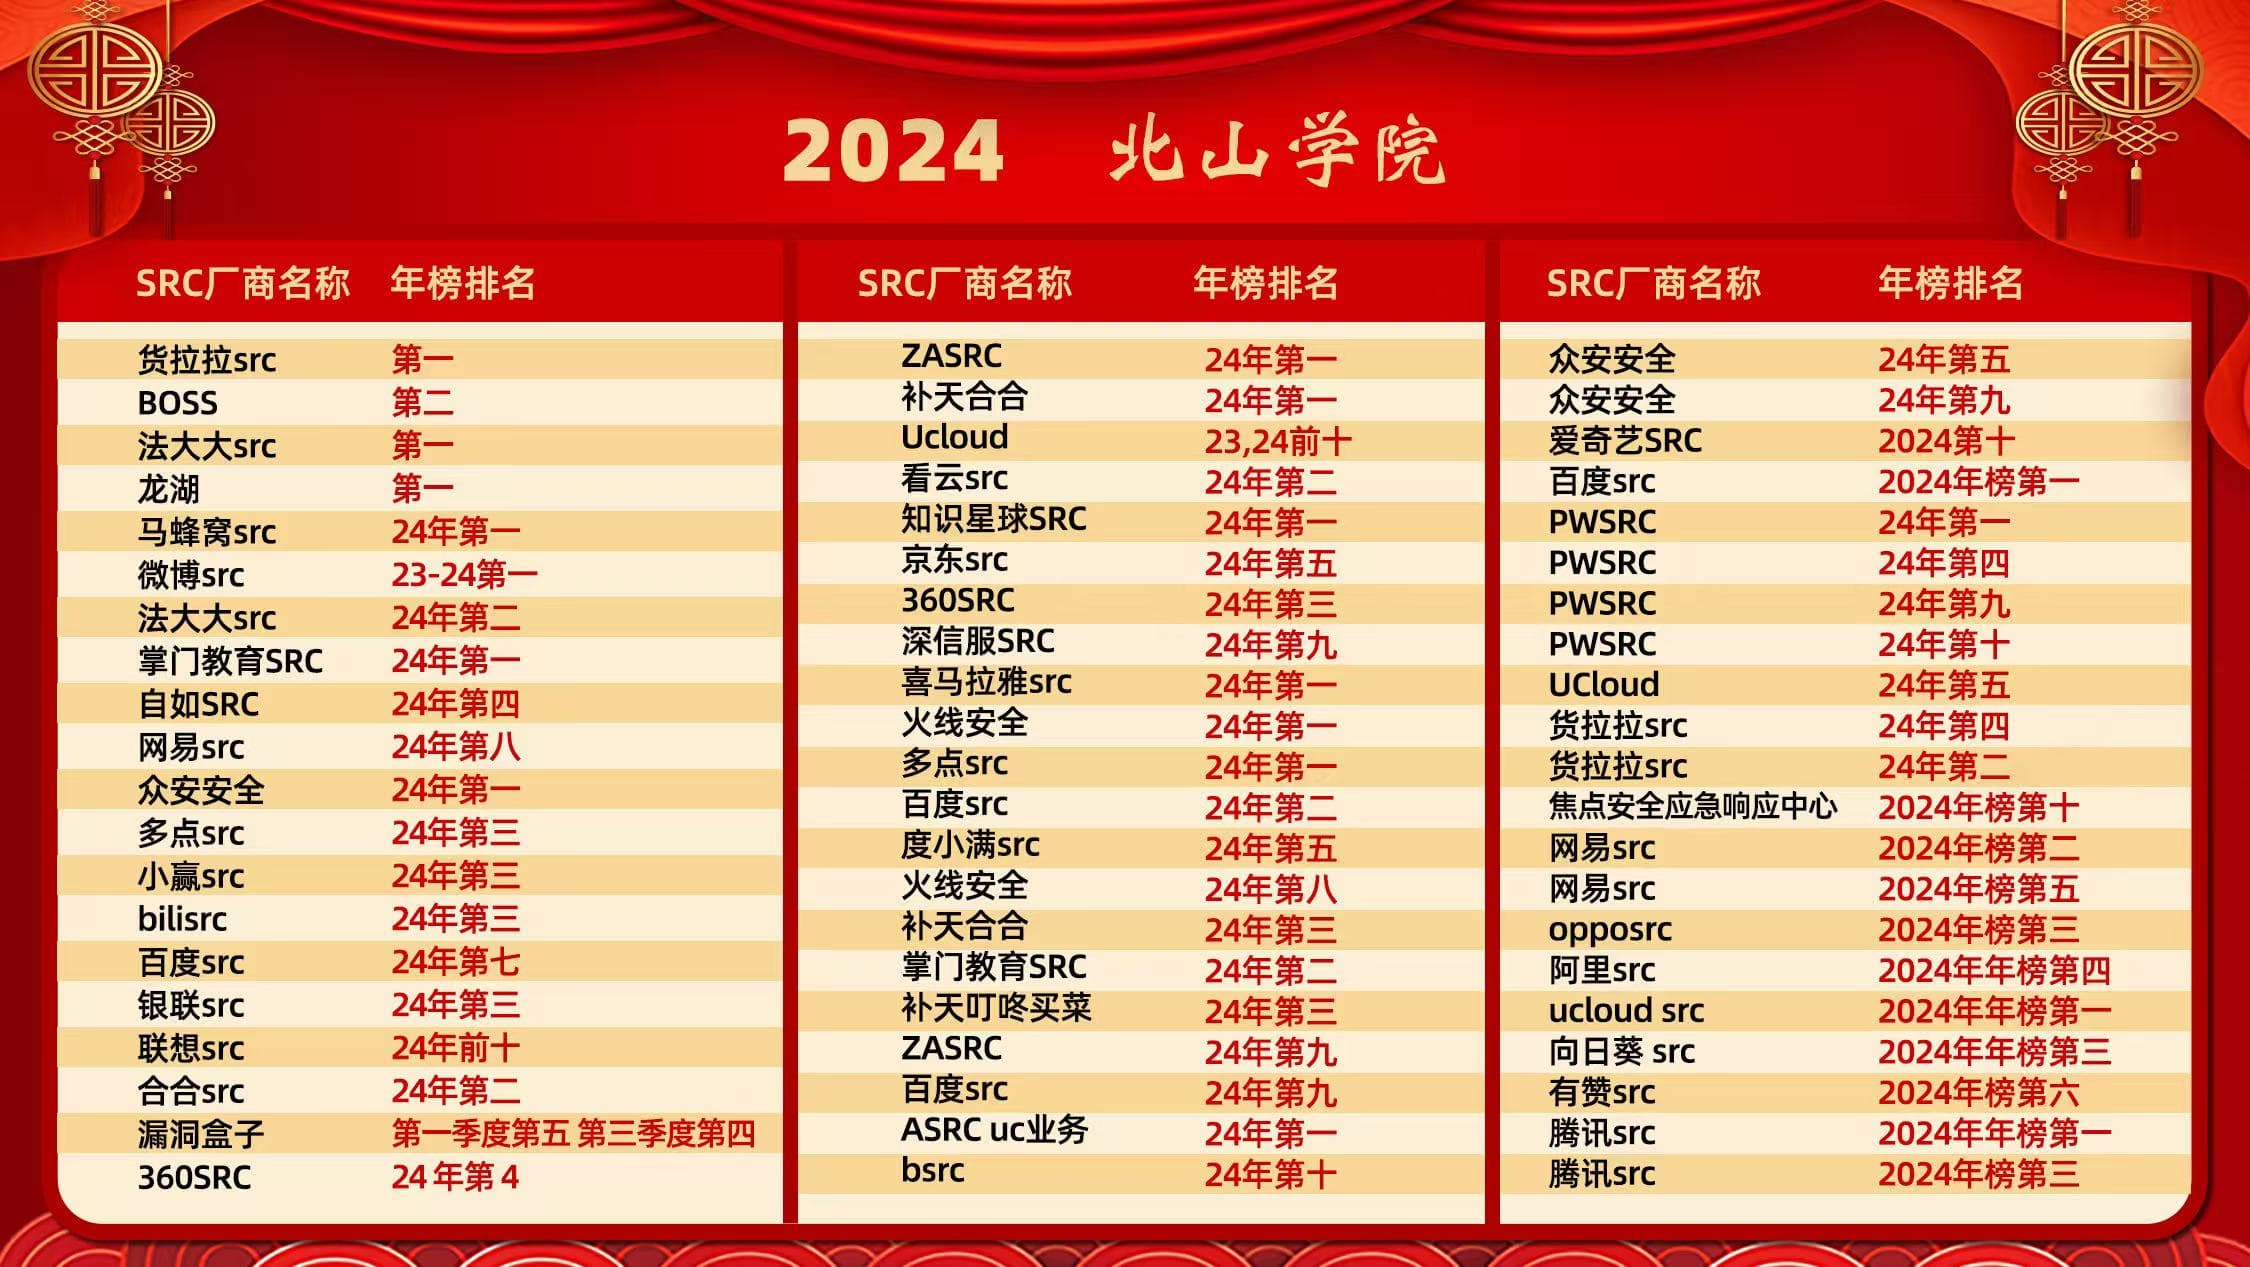 2024 北山学院
SRC厂商名称 年榜排名
货拉拉src 第一
BOSS 第二
法大大src 第一
龙湖 第一
马蜂窝src 24年第一
微博src 23-24第一
法大大src 24年第二
掌门教育SRC 24年第一
自如SRC 24年第四
网易src 24年第八
众安安全 24年第一
多点src 24年第三
小赢src 24年第三
bilisrc 24年第三
百度src 24年第七
银联src 24年第三
联想src 24年前十
合合src 24年第二
漏洞盒子 第一季度第五 第三季度第四
360SRC 24 年第 4
SRC厂商名称 年榜排名
ZASRC 24年第一
补天合合 24年第一
Ucloud 23,24前十
看云src 24年第二
知识星球SRC 24年第一
京东src 24年第五
360SRC 24年第三
深信服SRC 24年第九
喜马拉雅src 24年第一
火线安全 24年第一
多点src 24年第一
百度src 24年第二
度小满src 24年第五
火线安全 24年第八
补天合合 24年第三
掌门教育SRC 24年第二
补天叮咚买菜 24年第三
ZASRC 24年第九
百度src 24年第九
ASRC uc业务 24年第一
bsrc 24年第十
SRC厂商名称 年榜排名
众安安全 24年第五
众安安全 24年第九
爱奇艺SRC 2024第十
百度src 2024年榜第一
PWSRC 24年第一
PWSRC 24年第四
PWSRC 24年第九
PWSRC 24年第十
UCloud 24年第五
货拉拉src 24年第四
货拉拉src 24年第二
焦点安全应急响应中心 2024年榜第十
网易src 2024年榜第二
网易src 2024年榜第五
opposrc 2024年榜第三
阿里src 2024年年榜第四
ucloud src 2024年年榜第一
向日葵 src 2024年年榜第三
有赞src 2024年榜第六
腾讯src 2024年年榜第一
腾讯src 2024年榜第三